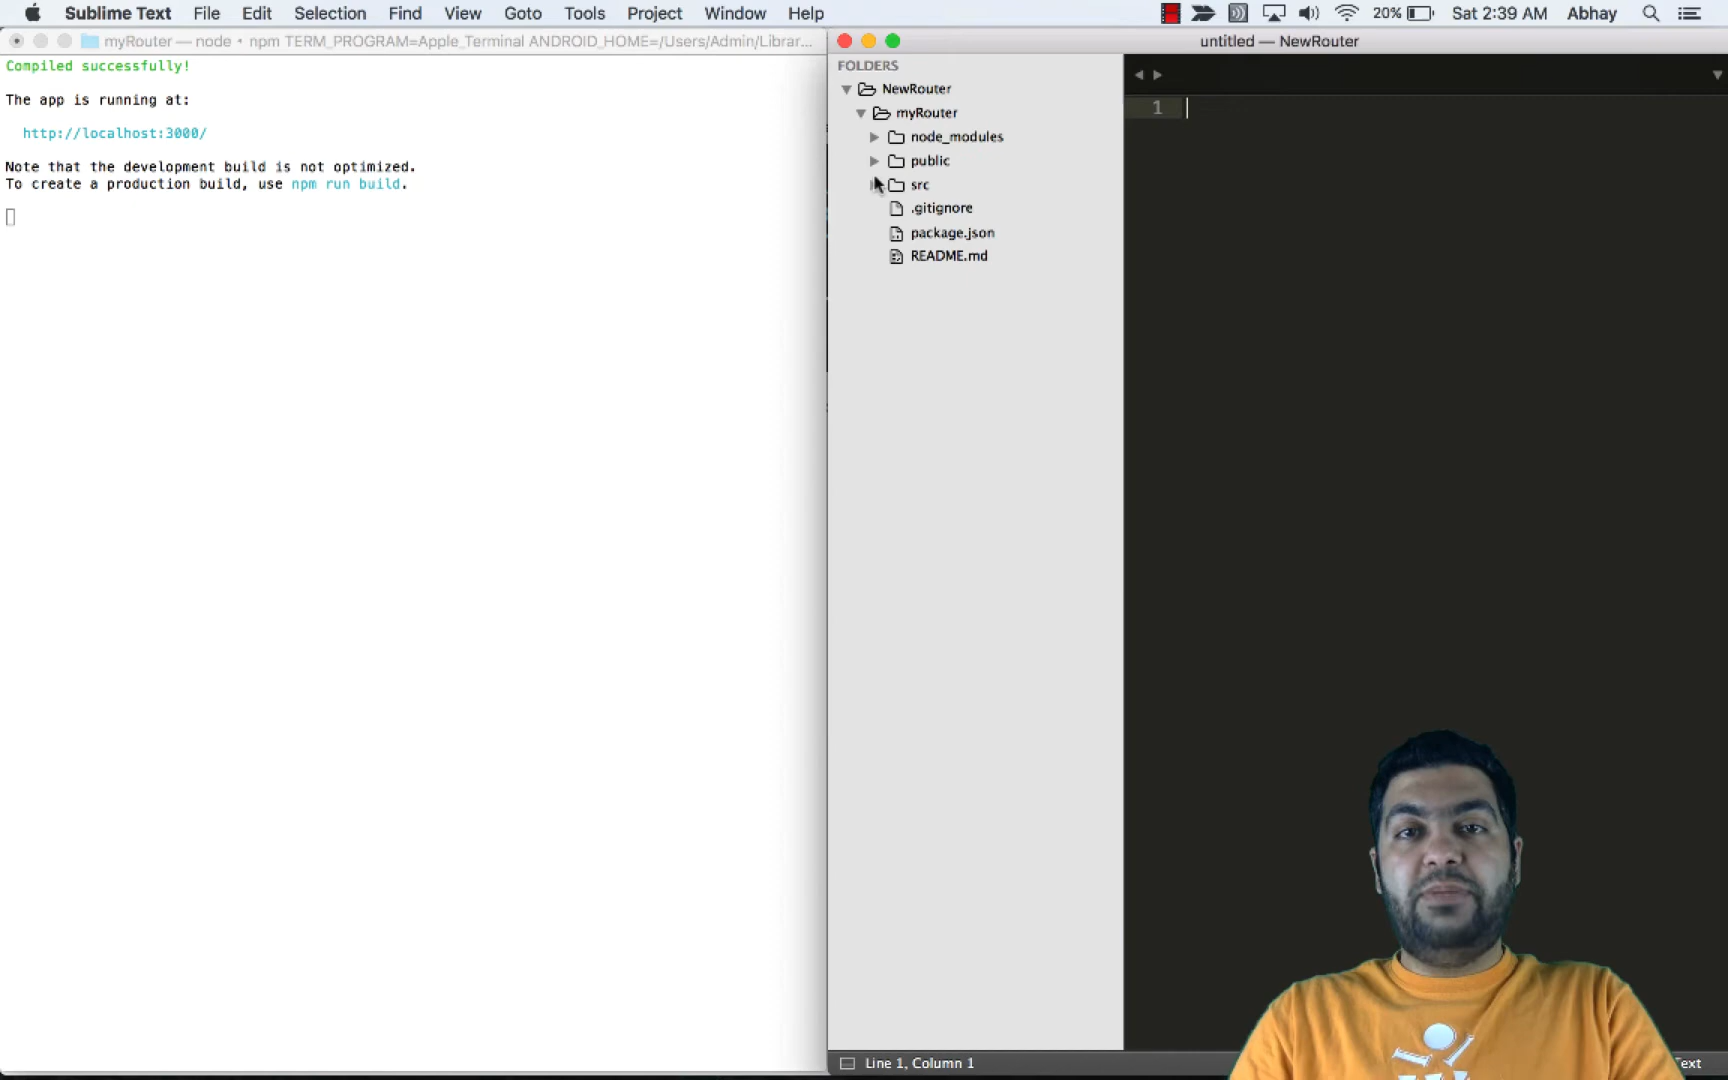 Sublime Text File Edit Selection Find View Goto Tools Project Window Help 20% Sat 2:39 AM Abhay
myRouter — node • npm TERM_PROGRAM=Apple_Terminal ANDROID_HOME=/Users/Admin/Librar...
Compiled successfully!
The app is running at:
http://localhost:3000/
Note that the development build is not optimized.
To create a production build, use npm run build.
untitled — NewRouter
FOLDERS
NewRouter
myRouter
node_modules
public
src
.gitignore
package.json
README.md
1
Line 1, Column 1